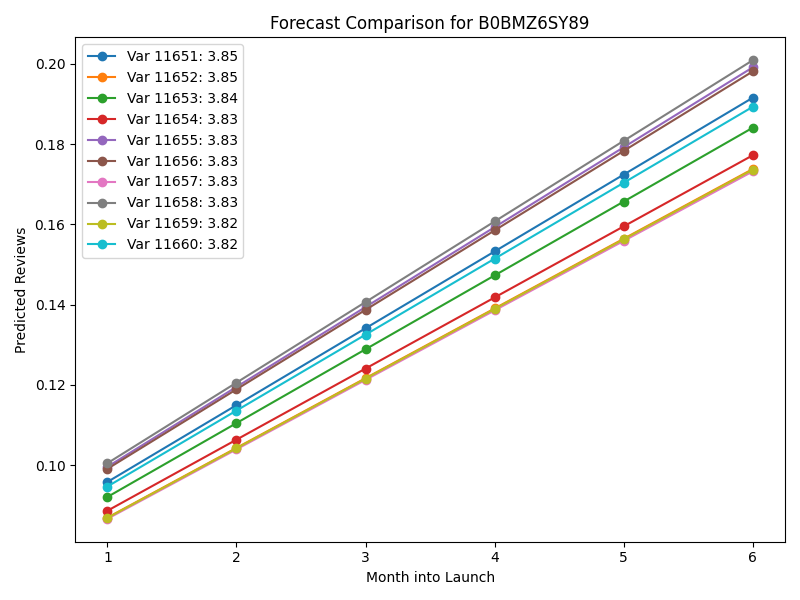 Forecast Comparison for B0BMZ6SY89
Var 11651: 3.85
Var 11652: 3.85
Var 11653: 3.84
Var 11654: 3.83
Var 11655: 3.83
Var 11656: 3.83
Var 11657: 3.83
Var 11658: 3.83
Var 11659: 3.82
Var 11660: 3.82
Predicted Reviews
0.20
0.18
0.16
0.14
0.12
0.10
1 2 3 4 5 6
Month into Launch